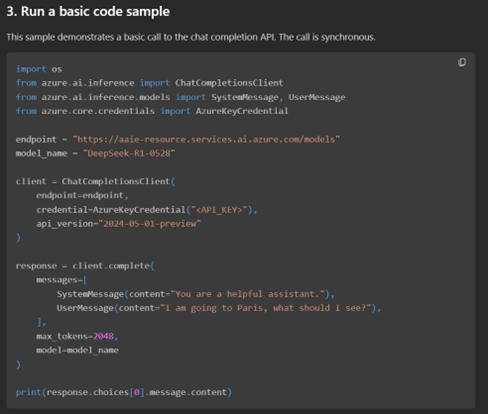 3. Run a basic code sample
This sample demonstrates a basic call to the chat completion API. The call is synchronous.
import os
from azure.ai.inference import ChatCompletionsClient
from azure.ai.inference.models import SystemMessage, UserMessage
from azure.core.credentials import AzureKeyCredential
endpoint = "https://aaie-resource.services.ai.azure.com/models"
model_name = "DeepSeek-R1-0528"
client = ChatCompletionsClient(
    endpoint=endpoint,
    credential=AzureKeyCredential("<API_KEY>"),
    api_version="2024-05-01-preview"
)
response = client.complete(
    messages=[
        SystemMessage(content="You are a helpful assistant."),
        UserMessage(content="I am going to Paris, what should I see?"),
    ],
    max_tokens=2048,
    model=model_name
)
print(response.choices[0].message.content)